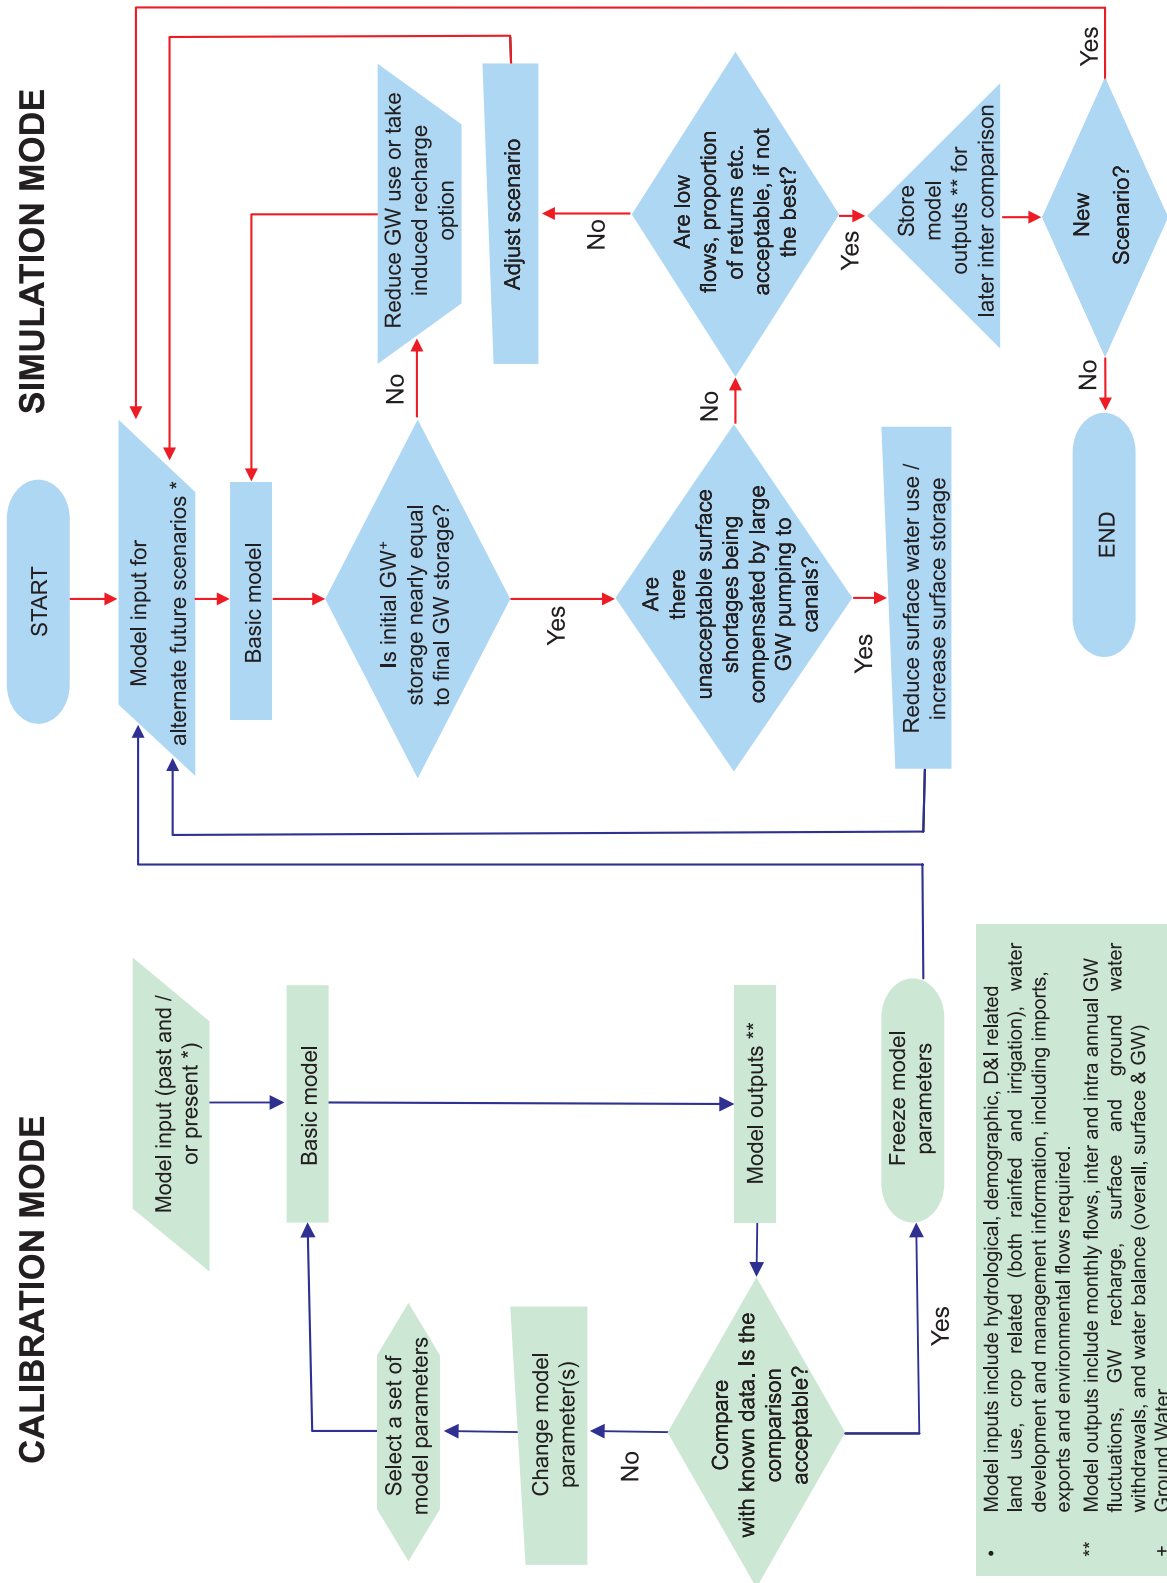 CALIBRATION MODE
Model input (past and /
or present *)
Basic model
Select a set of
model parameters
Change model
parameter(s)
No
Model outputs **
Compare
with known data. Is the
comparison
acceptable?
Yes
Freeze model
parameters
• Model inputs include hydrological, demographic, D&I related
land use, crop related (both rainfed and irrigation), water
development and management information, including imports,
exports and environmental flows required.
** Model outputs include monthly flows, inter and intra annual GW
fluctuations, GW recharge, surface and ground water
withdrawals, and water balance (overall, surface & GW)
+ Ground Water
SIMULATION MODE
START
Model input for
alternate future scenarios *
Basic model
Is initial GW+
storage nearly equal
to final GW storage?
No
Reduce GW use or take
induced recharge
option
Yes
Are
there
unacceptable surface
shortages being
compensated by large
GW pumping to
canals?
Yes
Reduce surface water use /
increase surface storage
No
Are low
flows, proportion
of returns etc.
acceptable, if not
the best?
No
Adjust scenario
Yes
Store
model
outputs ** for
later inter comparison
New
Scenario?
Yes
No
END